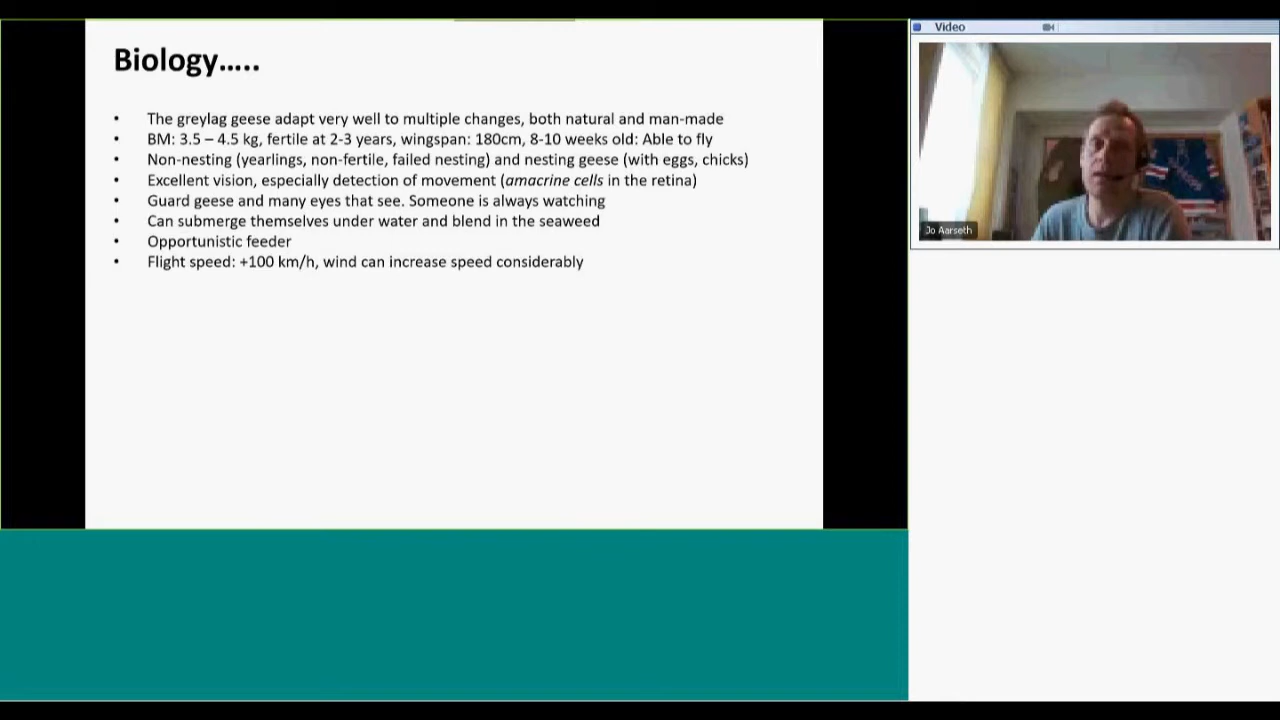 Biology.....
• The greylag geese adapt very well to multiple changes, both natural and man-made
• BM: 3.5 – 4.5 kg, fertile at 2-3 years, wingspan: 180cm, 8-10 weeks old: Able to fly
• Non-nesting (yearlings, non-fertile, failed nesting) and nesting geese (with eggs, chicks)
• Excellent vision, especially detection of movement (amacrine cells in the retina)
• Guard geese and many eyes that see. Someone is always watching
• Can submerge themselves under water and blend in the seaweed
• Opportunistic feeder
• Flight speed: +100 km/h, wind can increase speed considerably
Video
Jo Aarseth